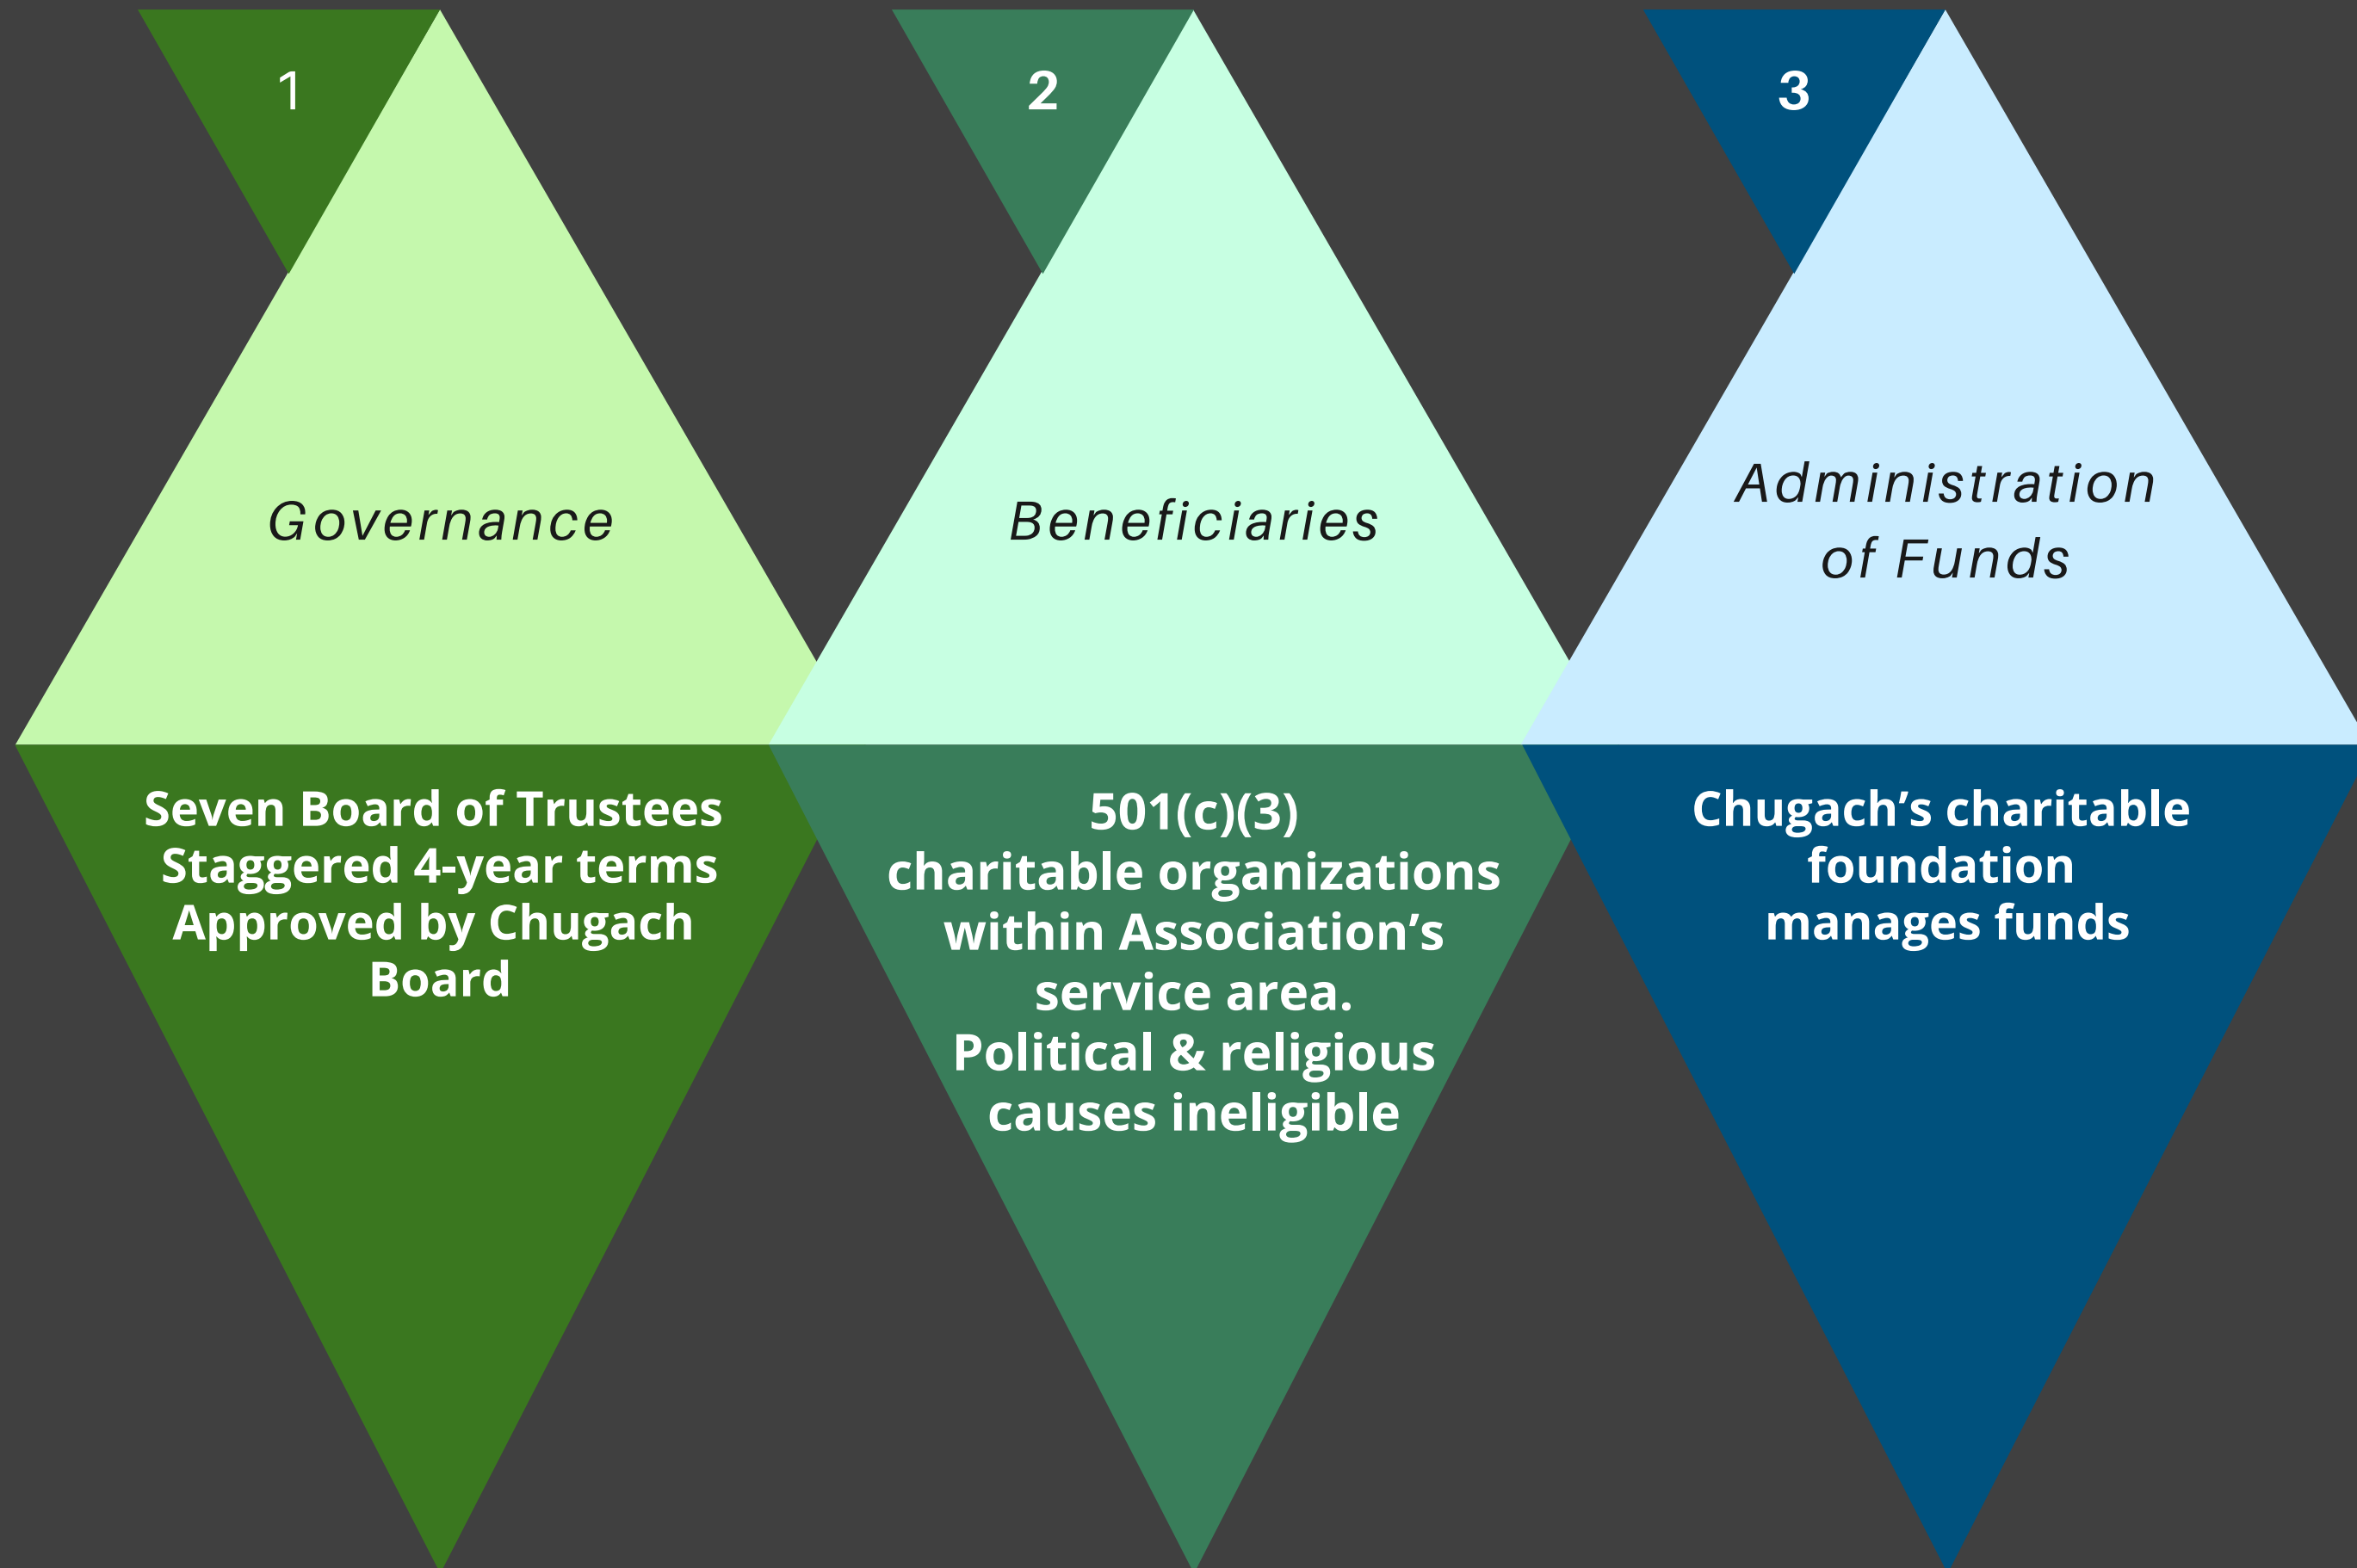 1
Governance
Seven Board of Trustees
Staggered 4-year terms
Approved by Chugach
Board
2
Beneficiaries
501(c)(3)
charitable organizations
within Association’s
service area.
Political & religious
causes ineligible
3
Administration
of Funds
Chugach’s charitable
foundation
manages funds